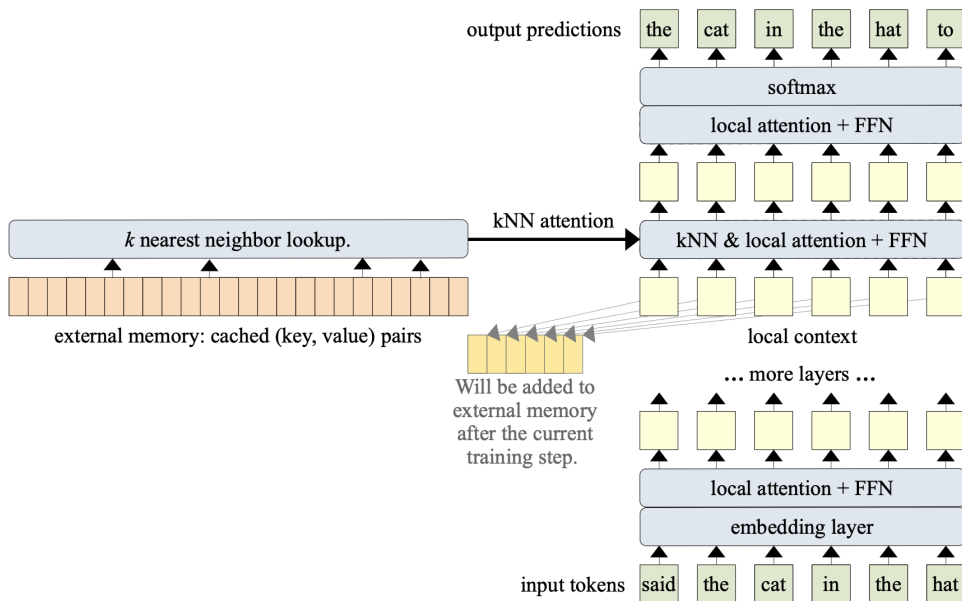 output predictions the cat in the hat to
softmax
local attention + FFN
kNN attention
k nearest neighbor lookup.
kNN & local attention + FFN
external memory: cached (key, value) pairs
local context
Will be added to
external memory
after the current
training step.
... more layers ...
local attention + FFN
embedding layer
input tokens said the cat in the hat